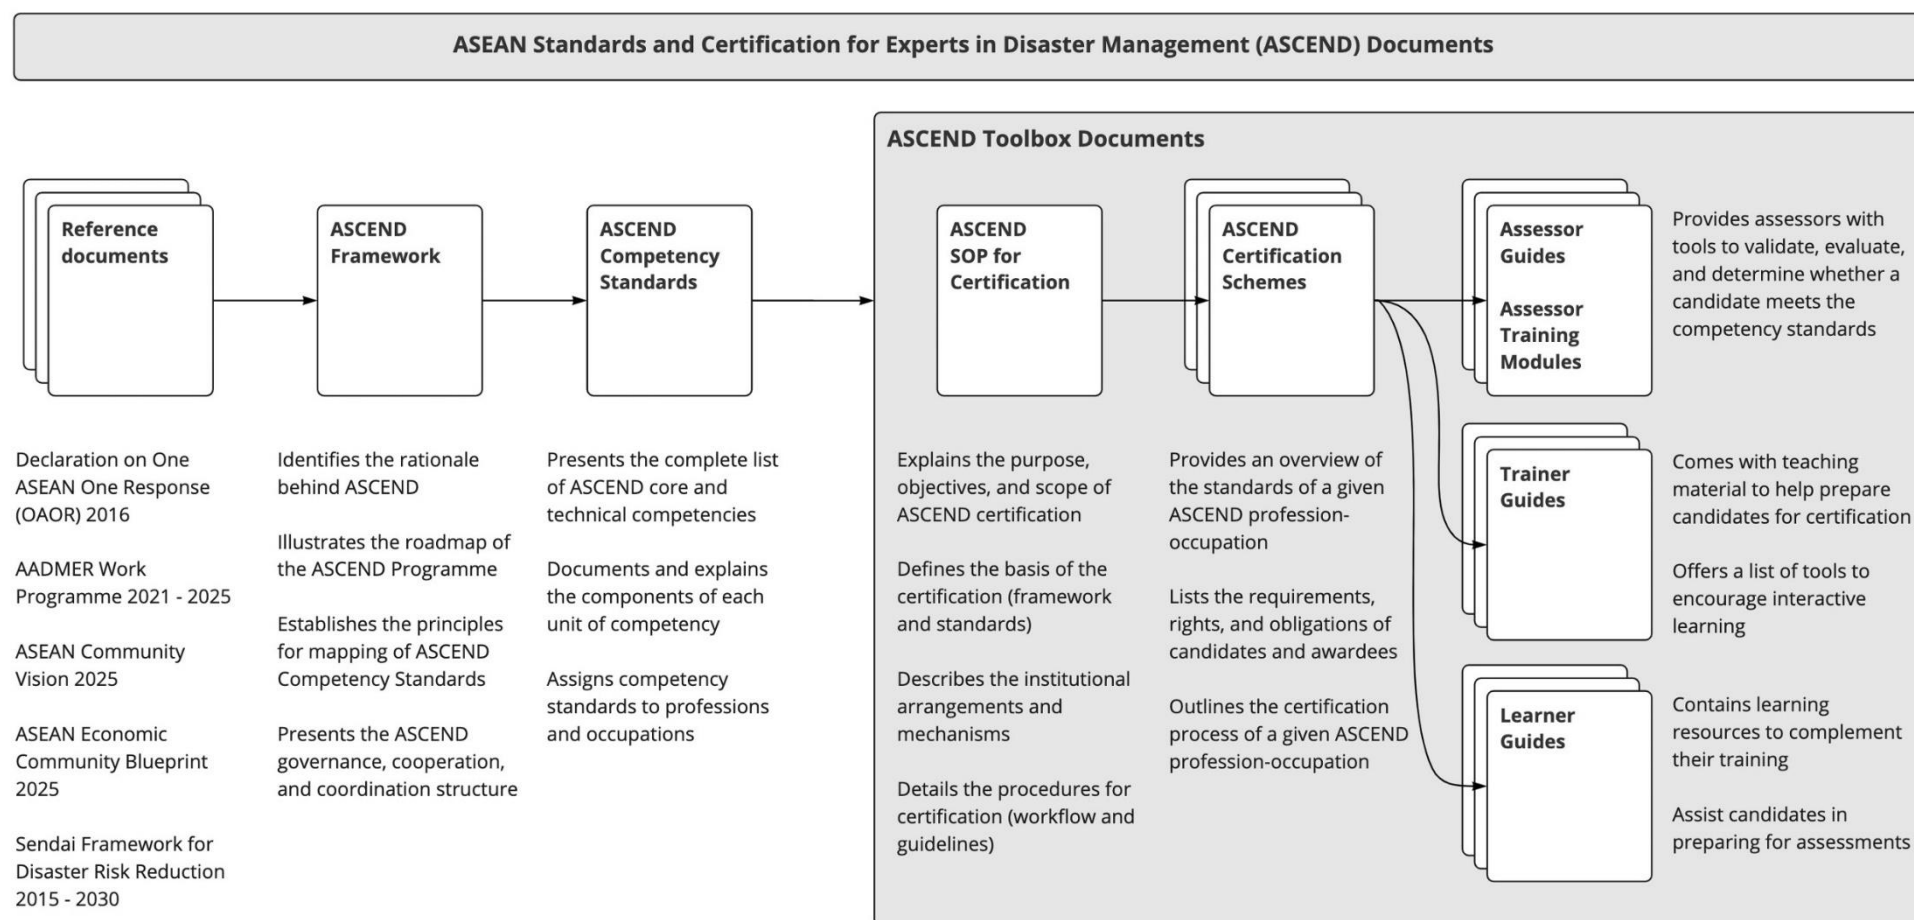 ASEAN Standards and Certification for Experts in Disaster Management (ASCEND) Documents
ASCEND Toolbox Documents
Reference
documents
ASCEND
Framework
ASCEND
Competency
Standards
ASCEND
SOP for
Certification
ASCEND
Certification
Schemes
Assessor
Guides
Assessor
Training
Modules
Provides assessors with
tools to validate, evaluate,
and determine whether a
candidate meets the
competency standards
Declaration on One
ASEAN One Response
(OAOR) 2016
AADMER Work
Programme 2021 - 2025
ASEAN Community
Vision 2025
ASEAN Economic
Community Blueprint
2025
Sendai Framework for
Disaster Risk Reduction
2015 - 2030
Identifies the rationale
behind ASCEND
Illustrates the roadmap of
the ASCEND Programme
Establishes the principles
for mapping of ASCEND
Competency Standards
Presents the ASCEND
governance, cooperation,
and coordination structure
Presents the complete list
of ASCEND core and
technical competencies
Documents and explains
the components of each
unit of competency
Assigns competency
standards to professions
and occupations
Explains the purpose,
objectives, and scope of
ASCEND certification
Defines the basis of the
certification (framework
and standards)
Describes the institutional
arrangements and
mechanisms
Details the procedures for
certification (workflow and
guidelines)
Provides an overview of
the standards of a given
ASCEND profession-
occupation
Lists the requirements,
rights, and obligations of
candidates and awardees
Outlines the certification
process of a given ASCEND
profession-occupation
Trainer
Guides
Comes with teaching
material to help prepare
candidates for certification
Offers a list of tools to
encourage interactive
learning
Learner
Guides
Contains learning
resources to complement
their training
Assist candidates in
preparing for assessments